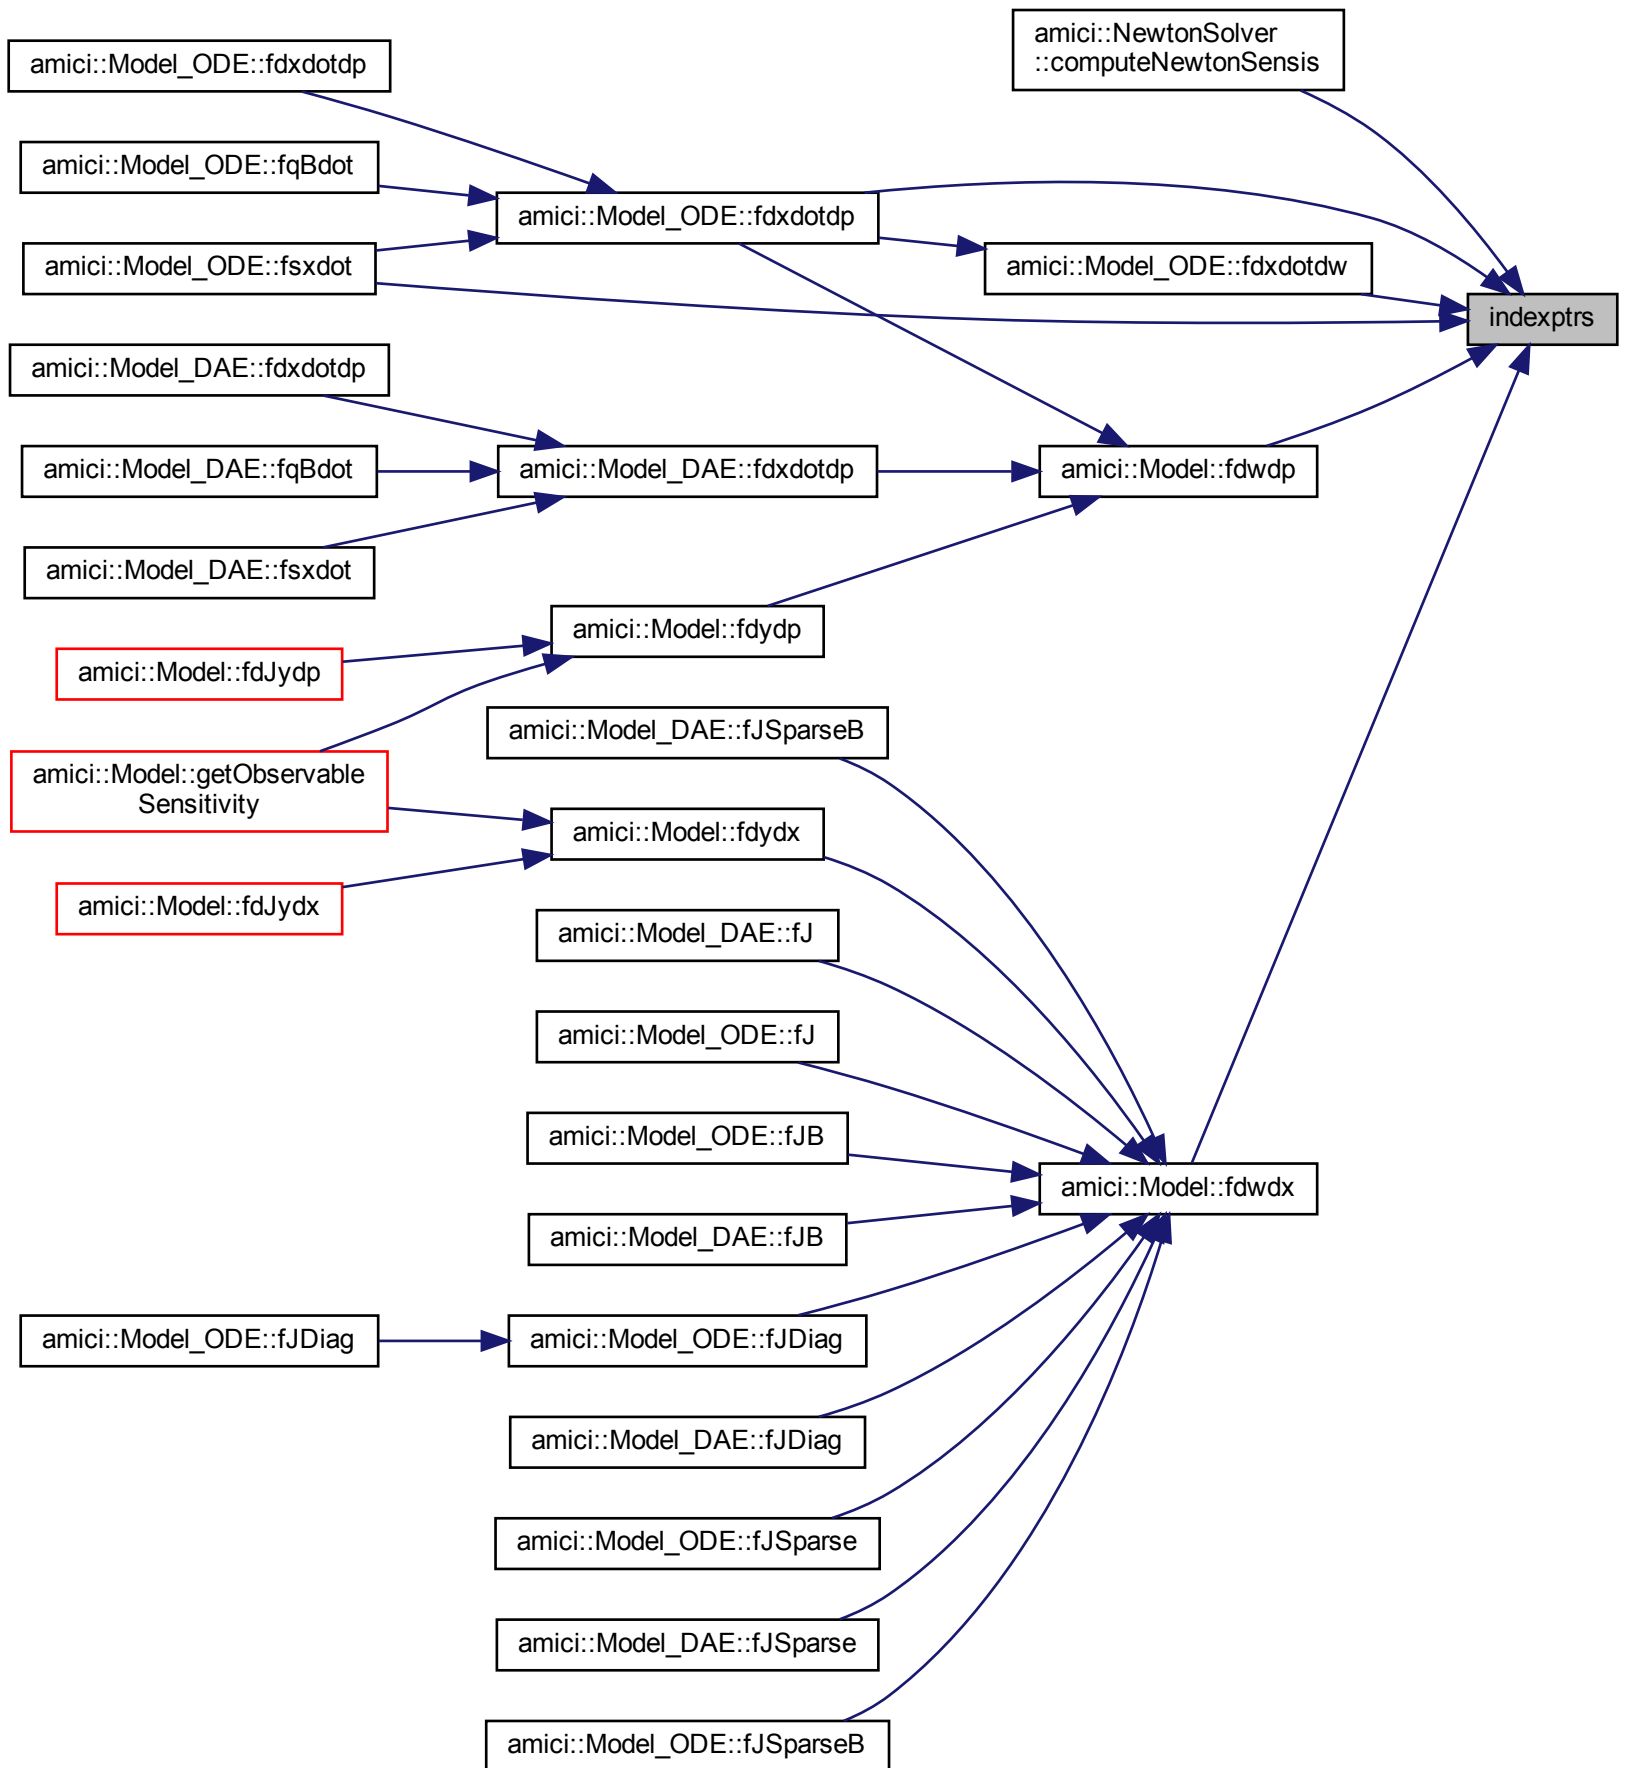 amici::NewtonSolver
::computeNewtonSensis
amici::Model_ODE::fdxdotdp
amici::Model_ODE::fqBdot
amici::Model_ODE::fdxdotdp
amici::Model_ODE::fsxdot
amici::Model_ODE::fdxdotdw
indexptrs
amici::Model_DAE::fdxdotdp
amici::Model_DAE::fqBdot
amici::Model_DAE::fdxdotdp
amici::Model::fdwdp
amici::Model_DAE::fsxdot
amici::Model::fdydp
amici::Model::fdJydp
amici::Model_DAE::fJSparseB
amici::Model::getObservable
Sensitivity
amici::Model::fdydx
amici::Model::fdJydx
amici::Model_DAE::fJ
amici::Model_ODE::fJ
amici::Model_ODE::fJB
amici::Model::fdwdx
amici::Model_DAE::fJB
amici::Model_ODE::fJDiag
amici::Model_ODE::fJDiag
amici::Model_DAE::fJDiag
amici::Model_ODE::fJSparse
amici::Model_DAE::fJSparse
amici::Model_ODE::fJSparseB